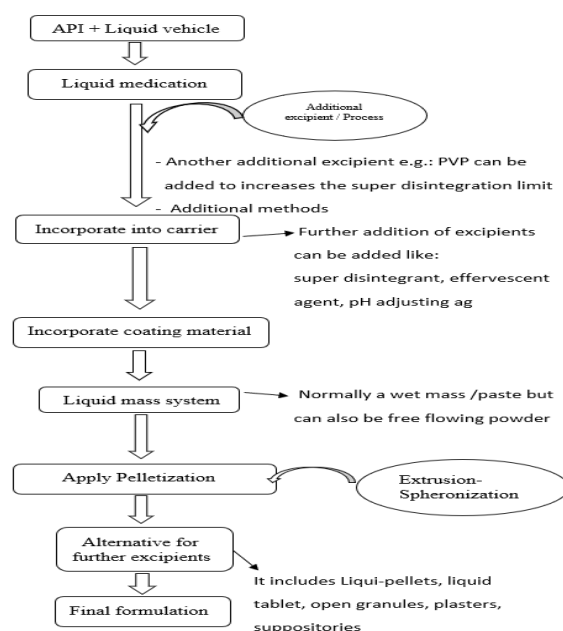 API + Liquid vehicle
Liquid medication
Additional
excipient / Process
- Another additional excipient e.g.: PVP can be
added to increases the super disintegration limit
- Additional methods
Incorporate into carrier
Further addition of excipients
can be added like:
super disintegrant, effervescent
agent, pH adjusting ag
Incorporate coating material
Liquid mass system
Normally a wet mass /paste but
can also be free flowing powder
Apply Pelletization
Extrusion-
Spheronization
Alternative for
further excipients
It includes Liqui-pellets, liquid
tablet, open granules, plasters,
suppositories
Final formulation